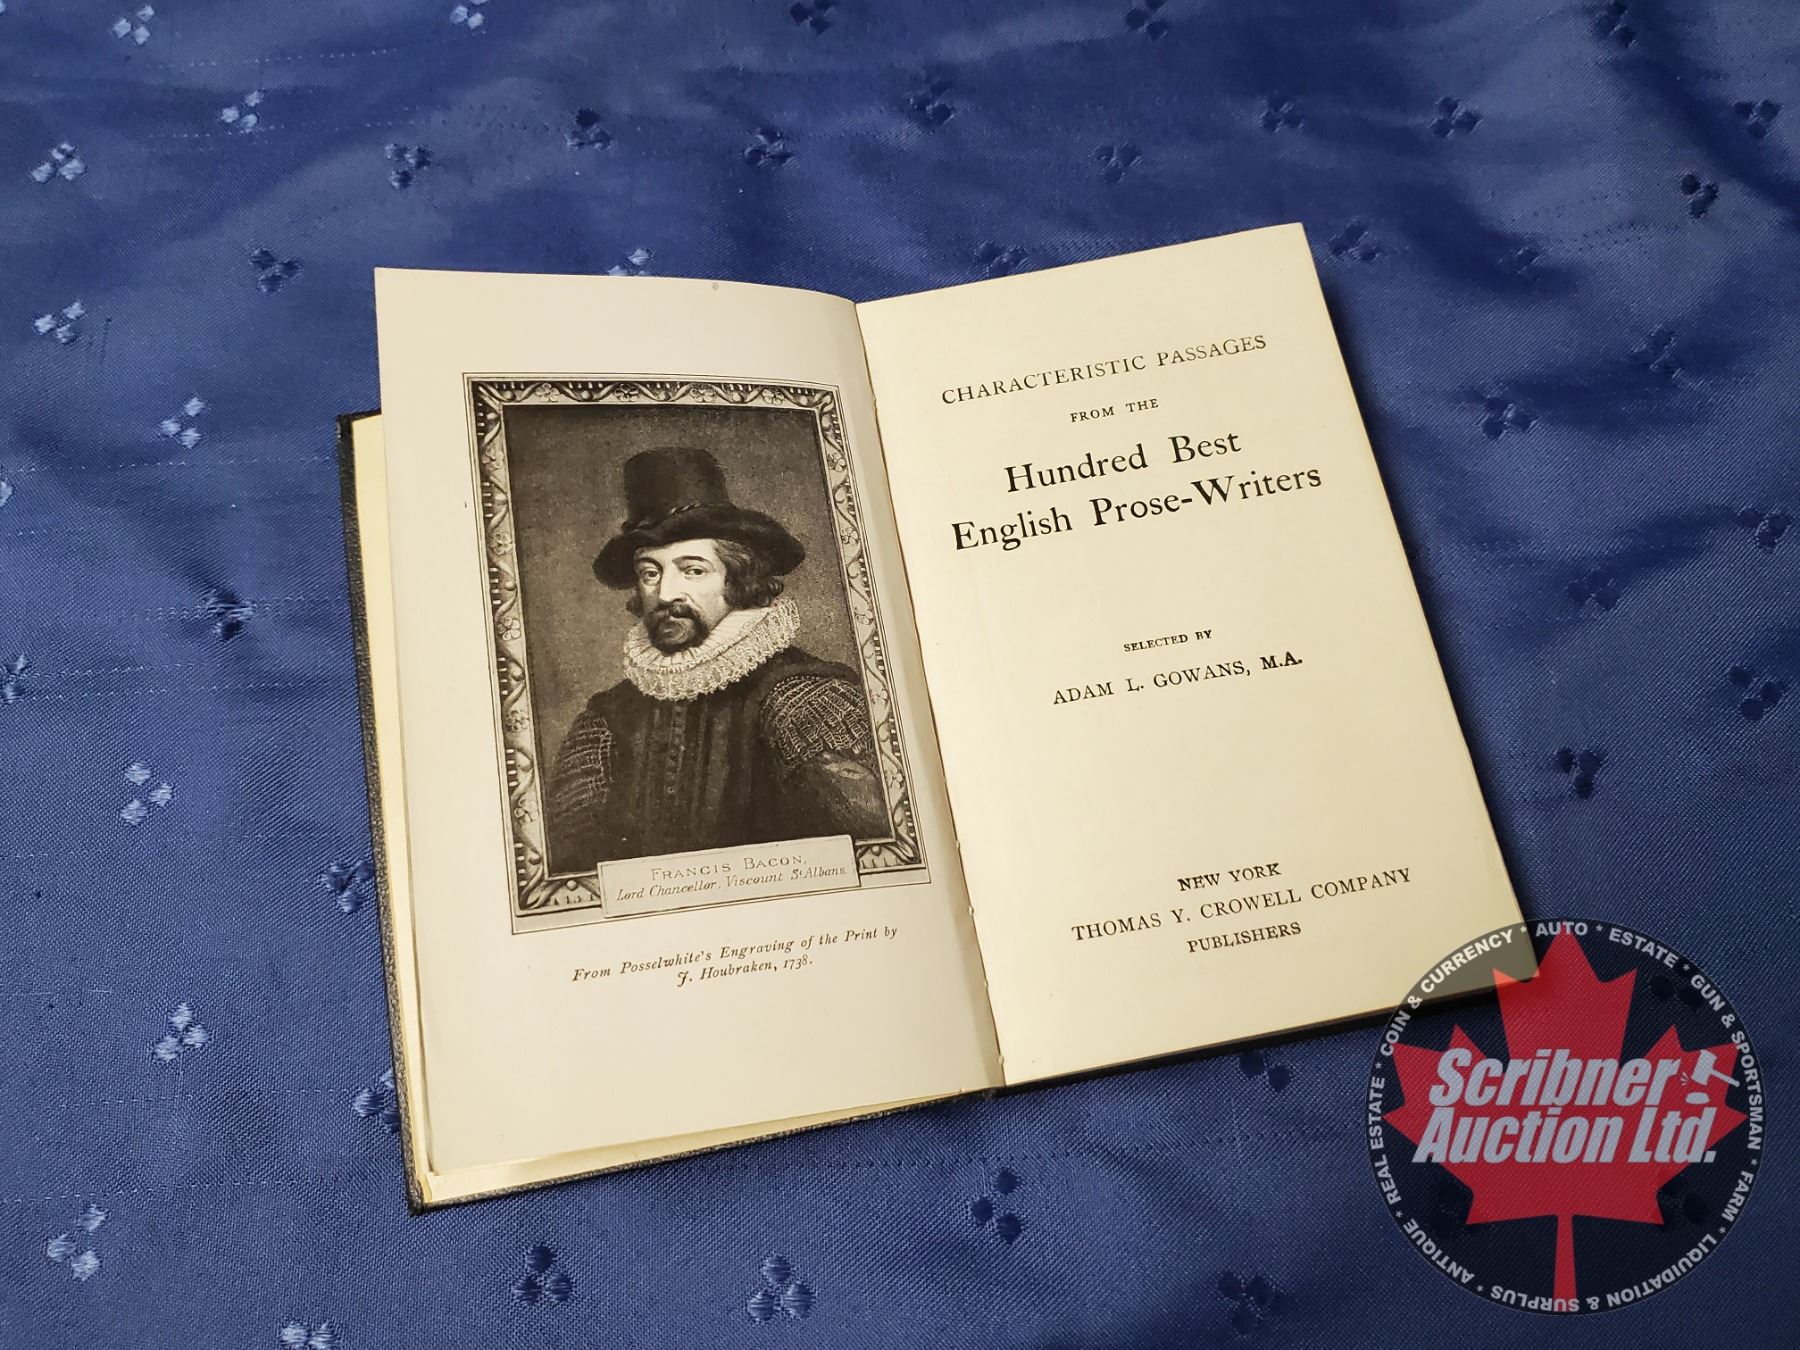 FRANCIS BACON,
Lord Chancellor, Viscount St Albans.
From Posselwhite's Engraving of the Print by
J. Houbraken, 1738.
CHARACTERISTIC PASSAGES
FROM THE
Hundred Best
English Prose-Writers
SELECTED BY
ADAM L. GOWANS, M.A.
NEW YORK
THOMAS Y. CROWELL COMPANY
PUBLISHERS
Scribner
Auction Ltd.
* REAL ESTATE * COIN & CURRENCY * AUTO * ESTATE * GUN & SPORTSMAN * FARM * LIQUIDATION & SURPLUS * ANTIQUE